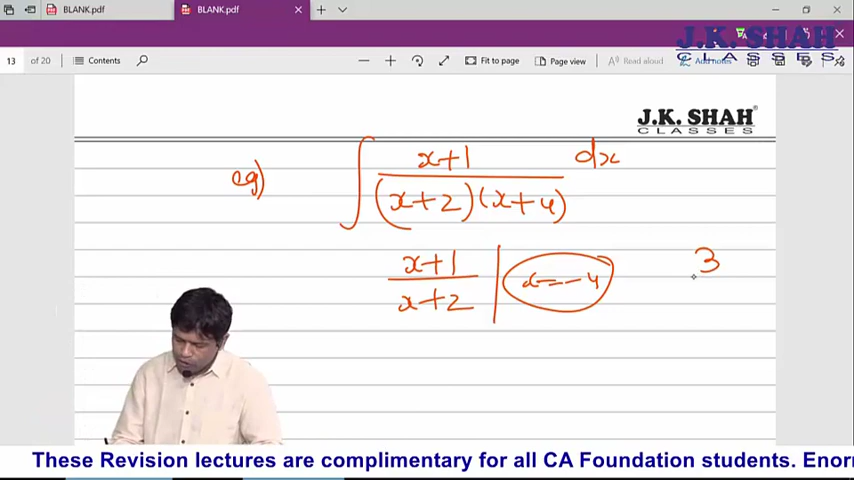 BLANK.pdf
BLANK.pdf
J.K. SHAH
CLASSES
13 of 20
Contents
Fit to page
Page view
Read aloud
Add notes
J.K. SHAH®
CLASSES
eg) ∫ x+1 / (x+2)(x+4) dx
x+1 / x+2 | x=-4 3
These Revision lectures are complimentary for all CA Foundation students. Enor